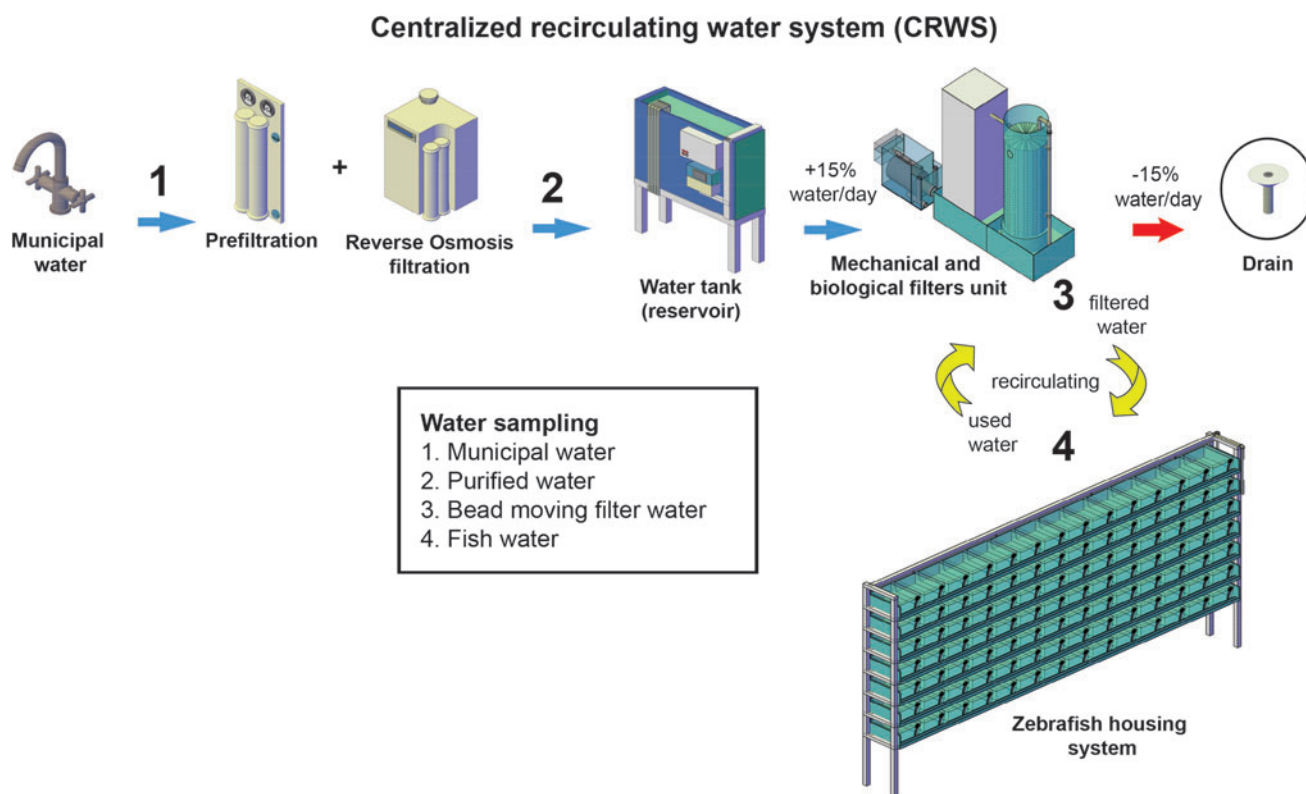 Centralized recirculating water system (CRWS)
1
+
2
+15%
water/day
-15%
water/day
Municipal
water
Prefiltration
Reverse Osmosis
filtration
Water tank
(reservoir)
Mechanical and
biological filters unit
Drain
3
filtered
water
recirculating
used
water
4
Water sampling
1. Municipal water
2. Purified water
3. Bead moving filter water
4. Fish water
Zebrafish housing
system